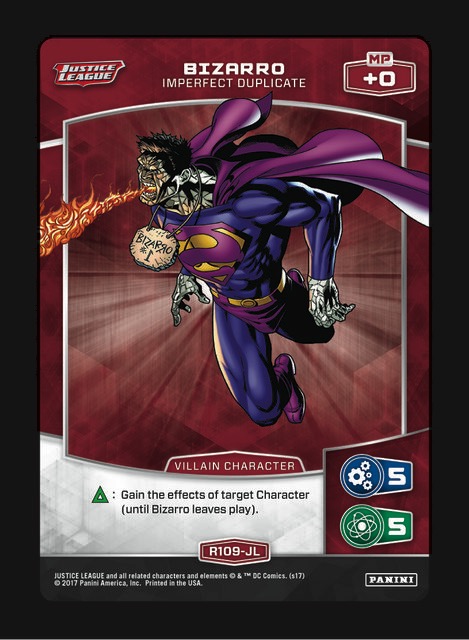 JUSTICE
LEAGUE
BIZARRO
IMPERFECT DUPLICATE
MP
+0
BIZARRO
#1
VILLAIN CHARACTER
: Gain the effects of target Character
(until Bizarro leaves play).
5
5
R109-JL
JUSTICE LEAGUE and all related characters and elements © & ™ DC Comics. (s17)
© 2017 Panini America, Inc. Printed in the USA.
PANINI